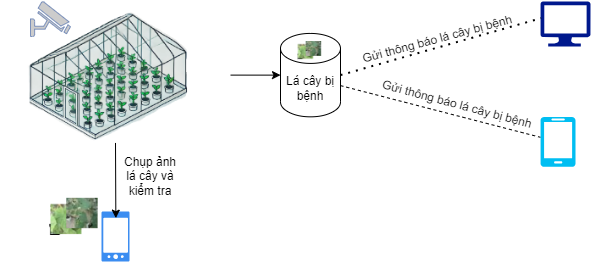 Gửi thông báo lá cây bị bệnh
Lá cây bị
bệnh
Gửi thông báo lá cây bị bệnh
Chụp ảnh
lá cây và
kiểm tra